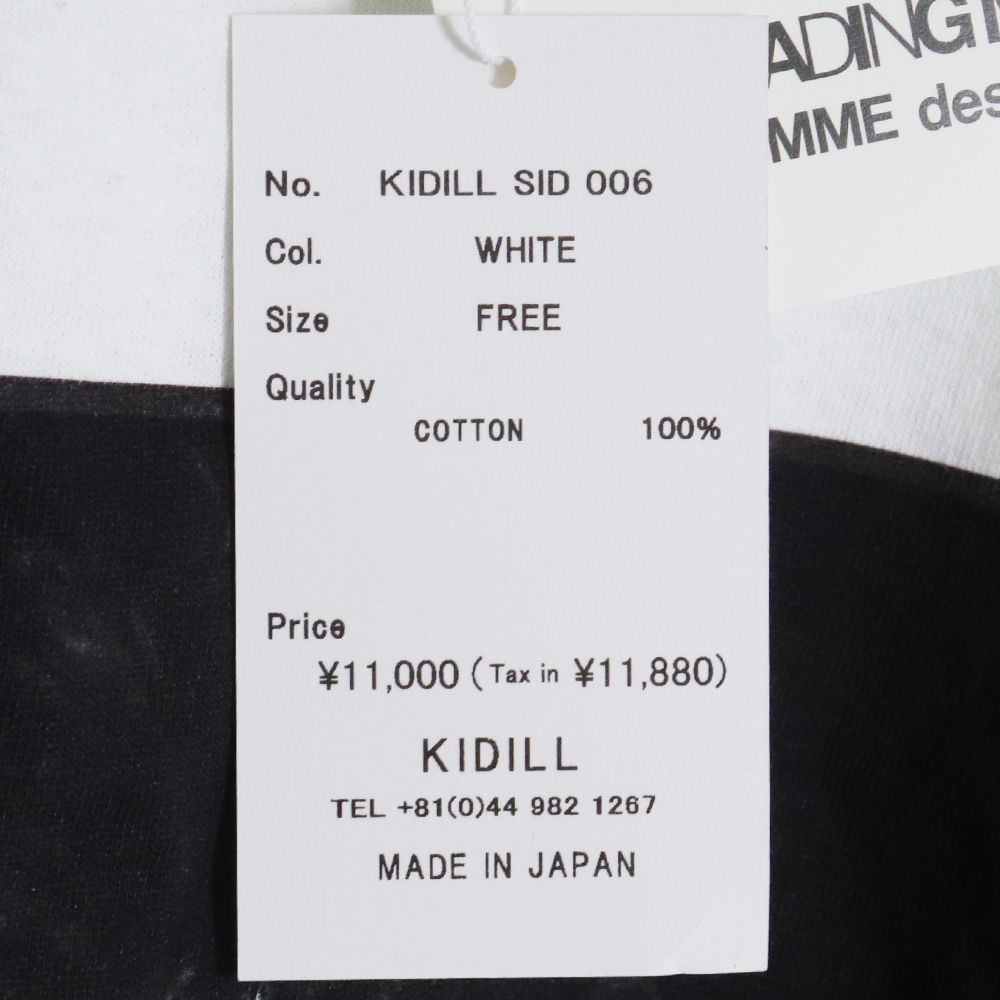 ADING
MME des
No. KIDILL SID 006
Col. WHITE
Size FREE
Quality
COTTON 100%
Price
¥11,000 (Tax in ¥11,880)
KIDILL
TEL +81(0)44 982 1267
MADE IN JAPAN